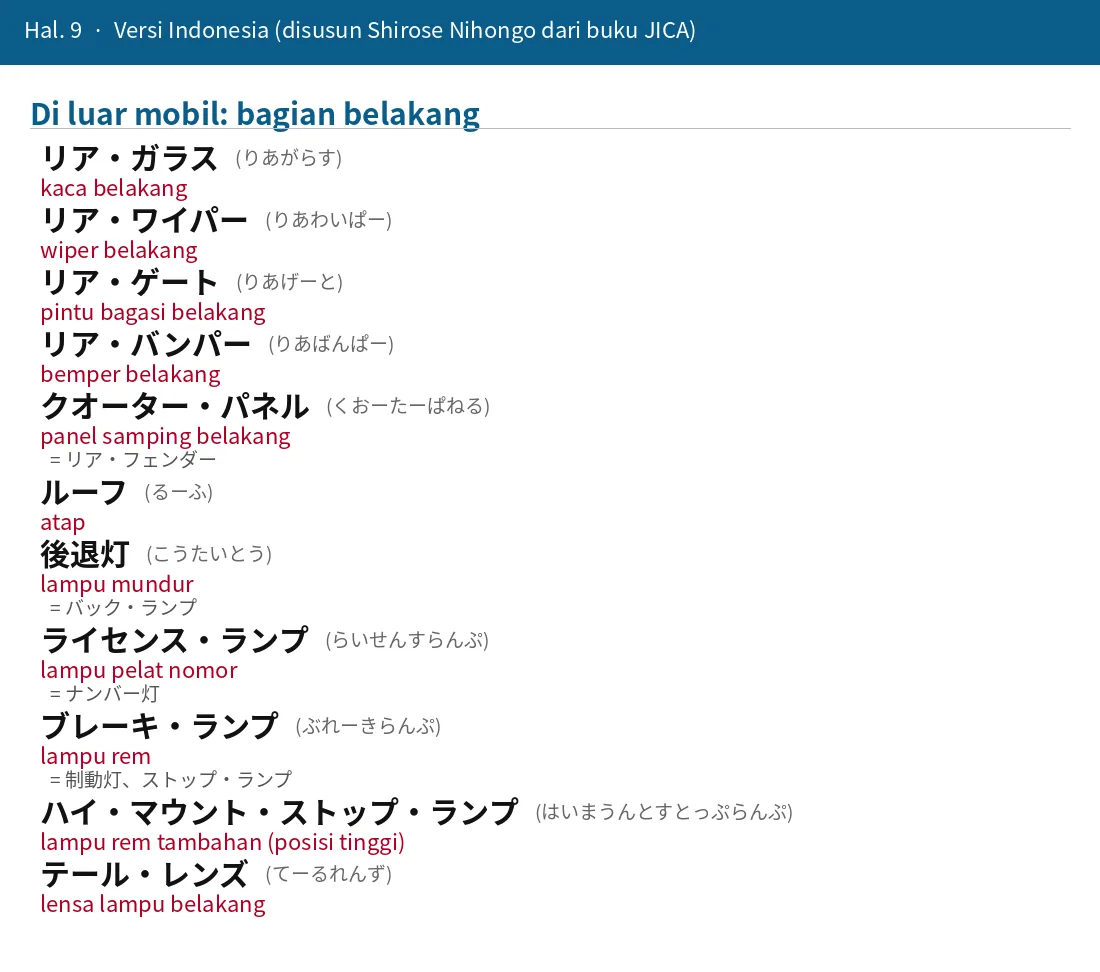 Hal. 9 · Versi Indonesia (disusun Shirose Nihongo dari buku JICA)
Di luar mobil: bagian belakang
リア・ガラス (りあがらす)
kaca belakang
リア・ワイパー (りあわいぱー)
wiper belakang
リア・ゲート (りあげーと)
pintu bagasi belakang
リア・バンパー (りあばんぱー)
bemper belakang
クオーター・パネル (くおーたーぱねる)
panel samping belakang
= リア・フェンダー
ルーフ (るーふ)
atap
後退灯 (こうたいとう)
lampu mundur
= バック・ランプ
ライセンス・ランプ (らいせんすらんぷ)
lampu pelat nomor
= ナンバー灯
ブレーキ・ランプ (ぶれーきらんぷ)
lampu rem
= 制動灯、ストップ・ランプ
ハイ・マウント・ストップ・ランプ (はいまうんとすとっぷらんぷ)
lampu rem tambahan (posisi tinggi)
テール・レンズ (てーるれんず)
lensa lampu belakang